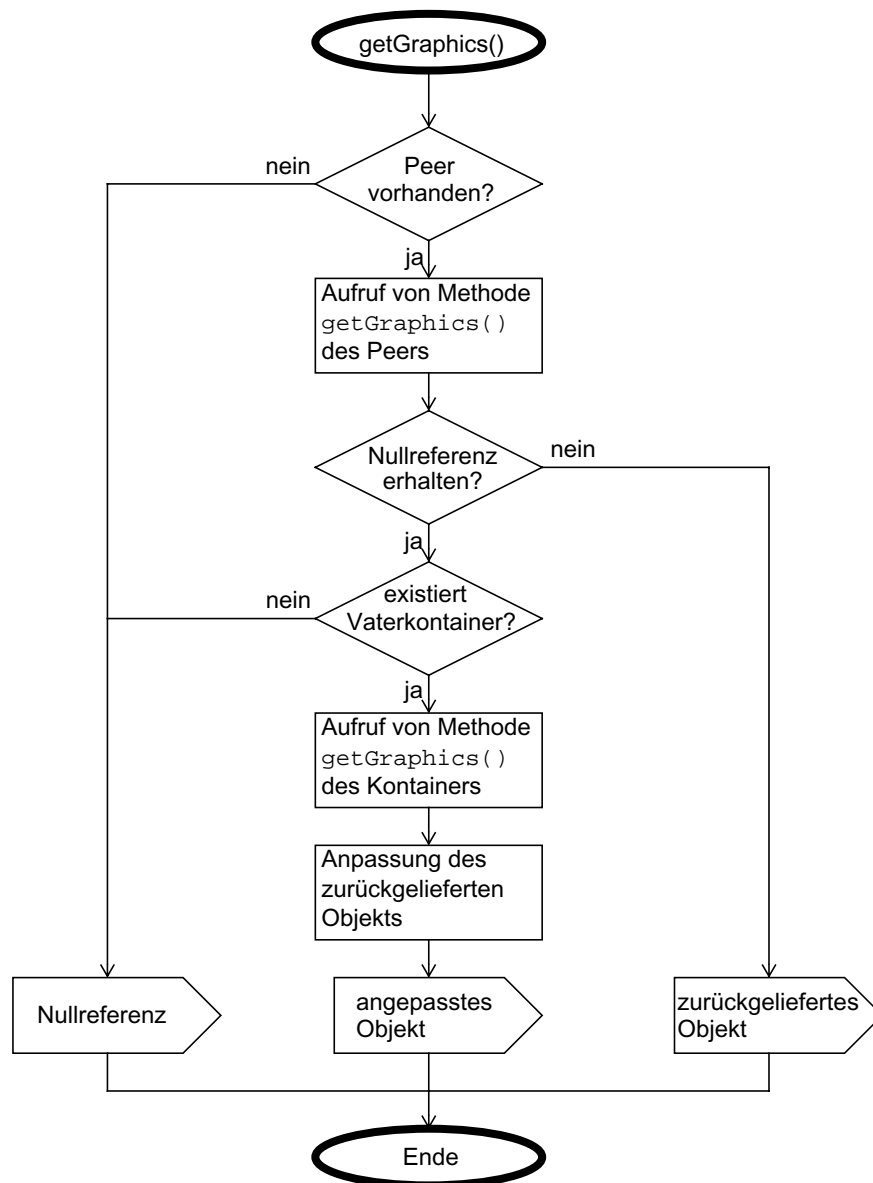 getGraphics()
nein
Peer
vorhanden?
ja
Aufruf von Methode
getGraphics()
des Peers
Nullreferenz
erhalten?
nein
ja
nein
existiert
Vaterkontainer?
ja
Aufruf von Methode
getGraphics()
des Kontainers
Anpassung des
zurückgelieferten
Objekts
Nullreferenz
angepasstes
Objekt
zurückgeliefertes
Objekt
Ende